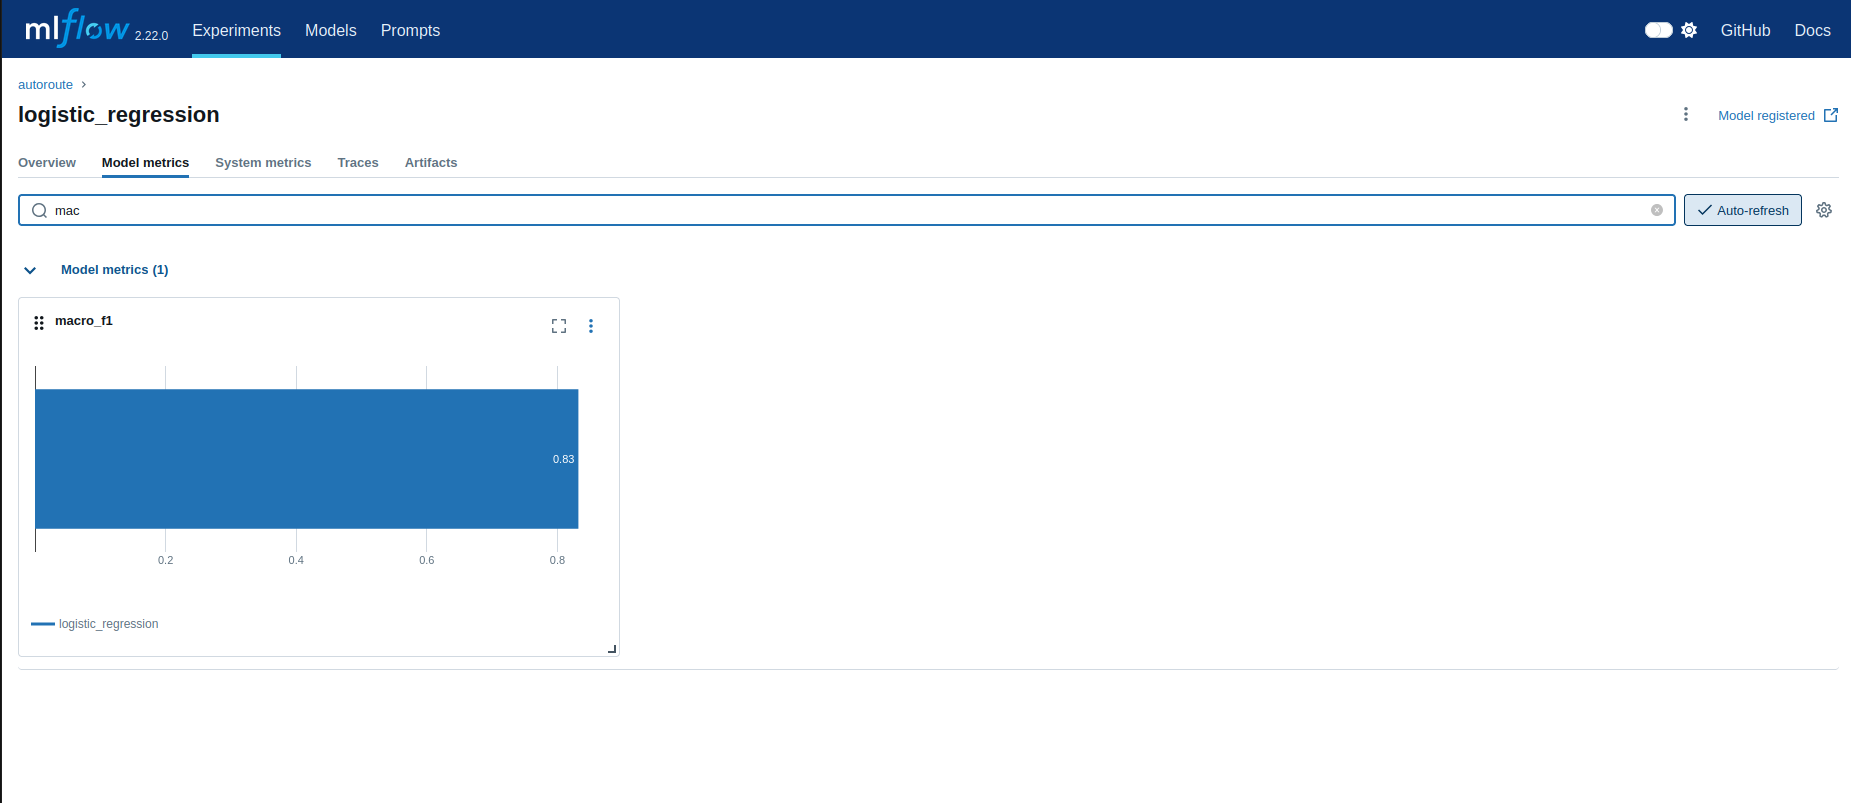 mlflow 2.22.0 Experiments Models Prompts GitHub Docs
autoroute
logistic_regression
Model registered
Overview Model metrics System metrics Traces Artifacts
mac
Auto-refresh
Model metrics (1)
macro_f1
0.83
0.2 0.4 0.6 0.8
logistic_regression